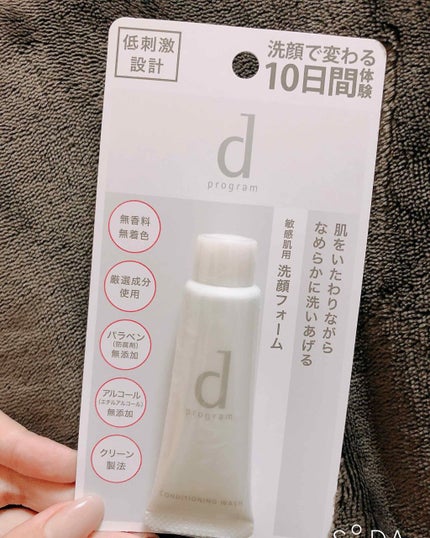 低刺激
設計
洗顔で変わる
10日間体験
d
program
無香料
無着色
厳選成分
使用
パラベン
(防腐剤)
無添加
アルコール
(エチルアルコール)
無添加
クリーン
製法
肌をいたわりながら
なめらかに洗いあげる
敏感肌用 洗顔フォーム
d
program
CONDITIONING WASH
SODA